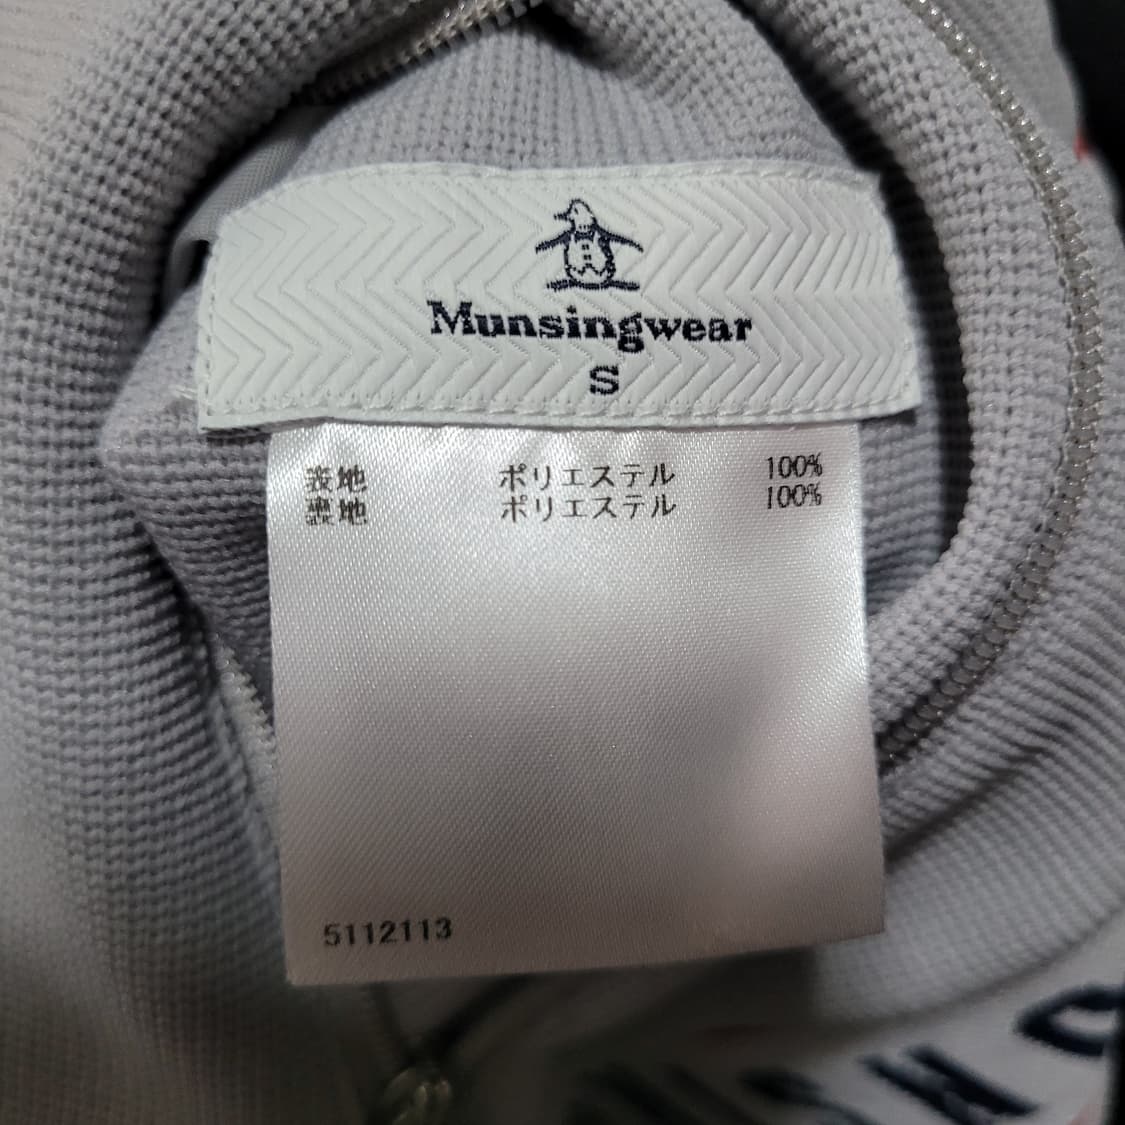 Munsingwear
S
表地 ポリエステル 100%
裏地 ポリエステル 100%
5112113